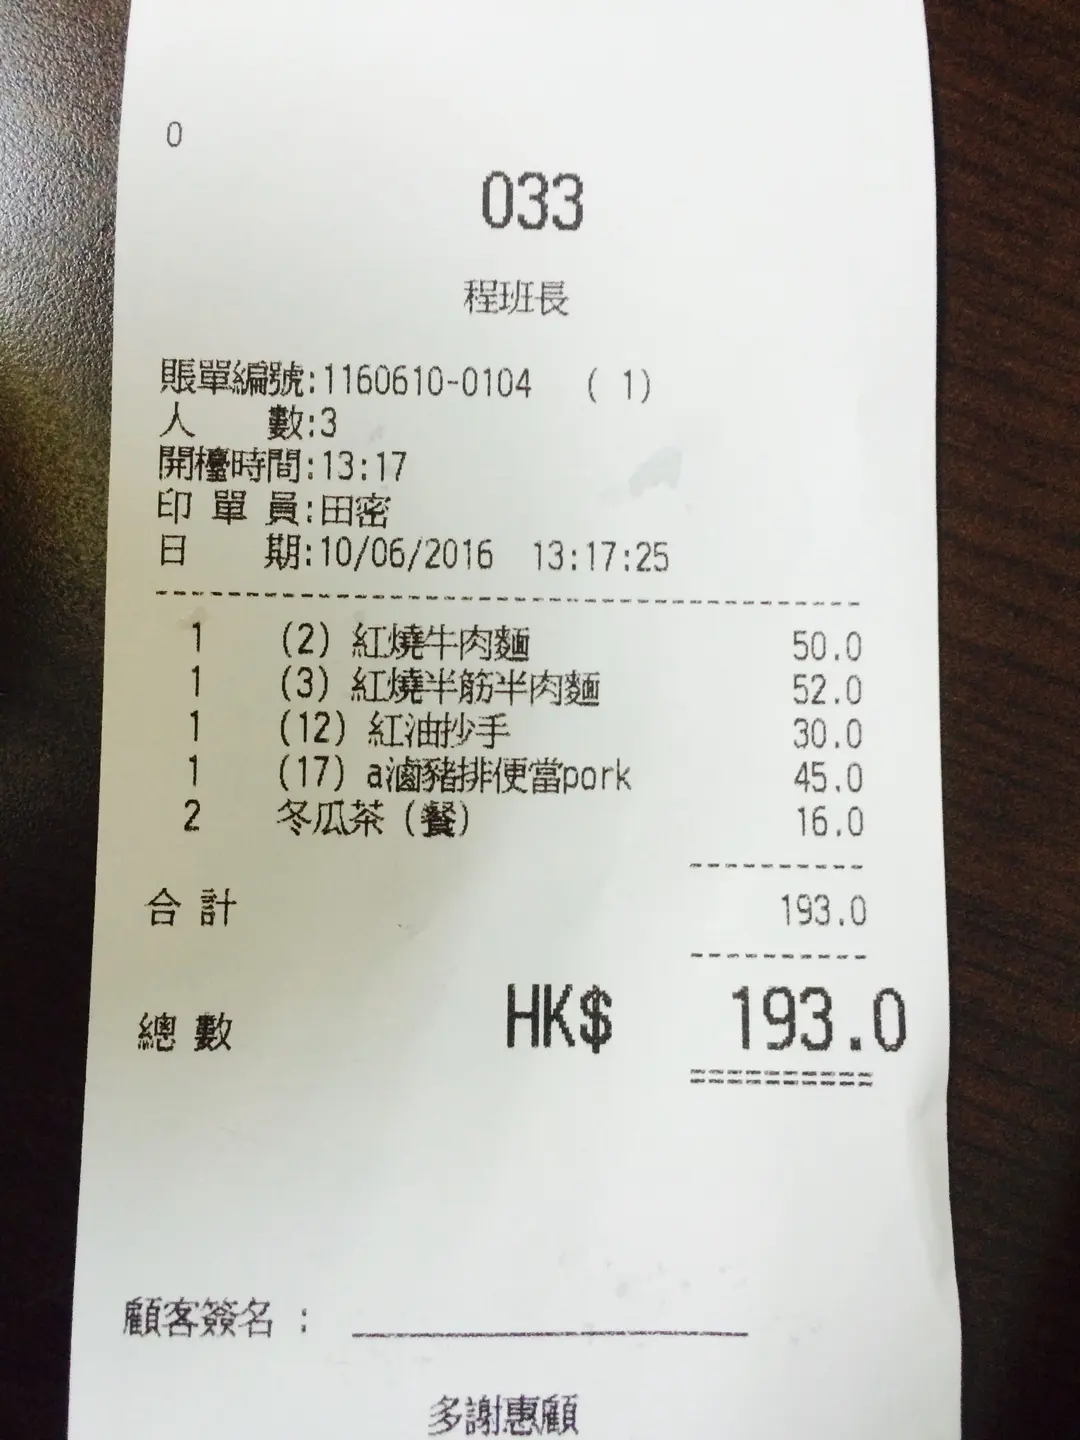 0
033
程班長
賬單編號:1160610-0104 ( 1)
人 數:3
開檯時間:13:17
印 單 員:田密
日 期:10/06/2016 13:17:25
1 (2) 紅燒牛肉麵 50.0
1 (3) 紅燒半筋半肉麵 52.0
1 (12) 紅油抄手 30.0
1 (17) a滷豬排便當pork 45.0
2 冬瓜茶(餐) 16.0
合 計 193.0
總 數 HK$ 193.0
顧客簽名 :
多謝惠顧